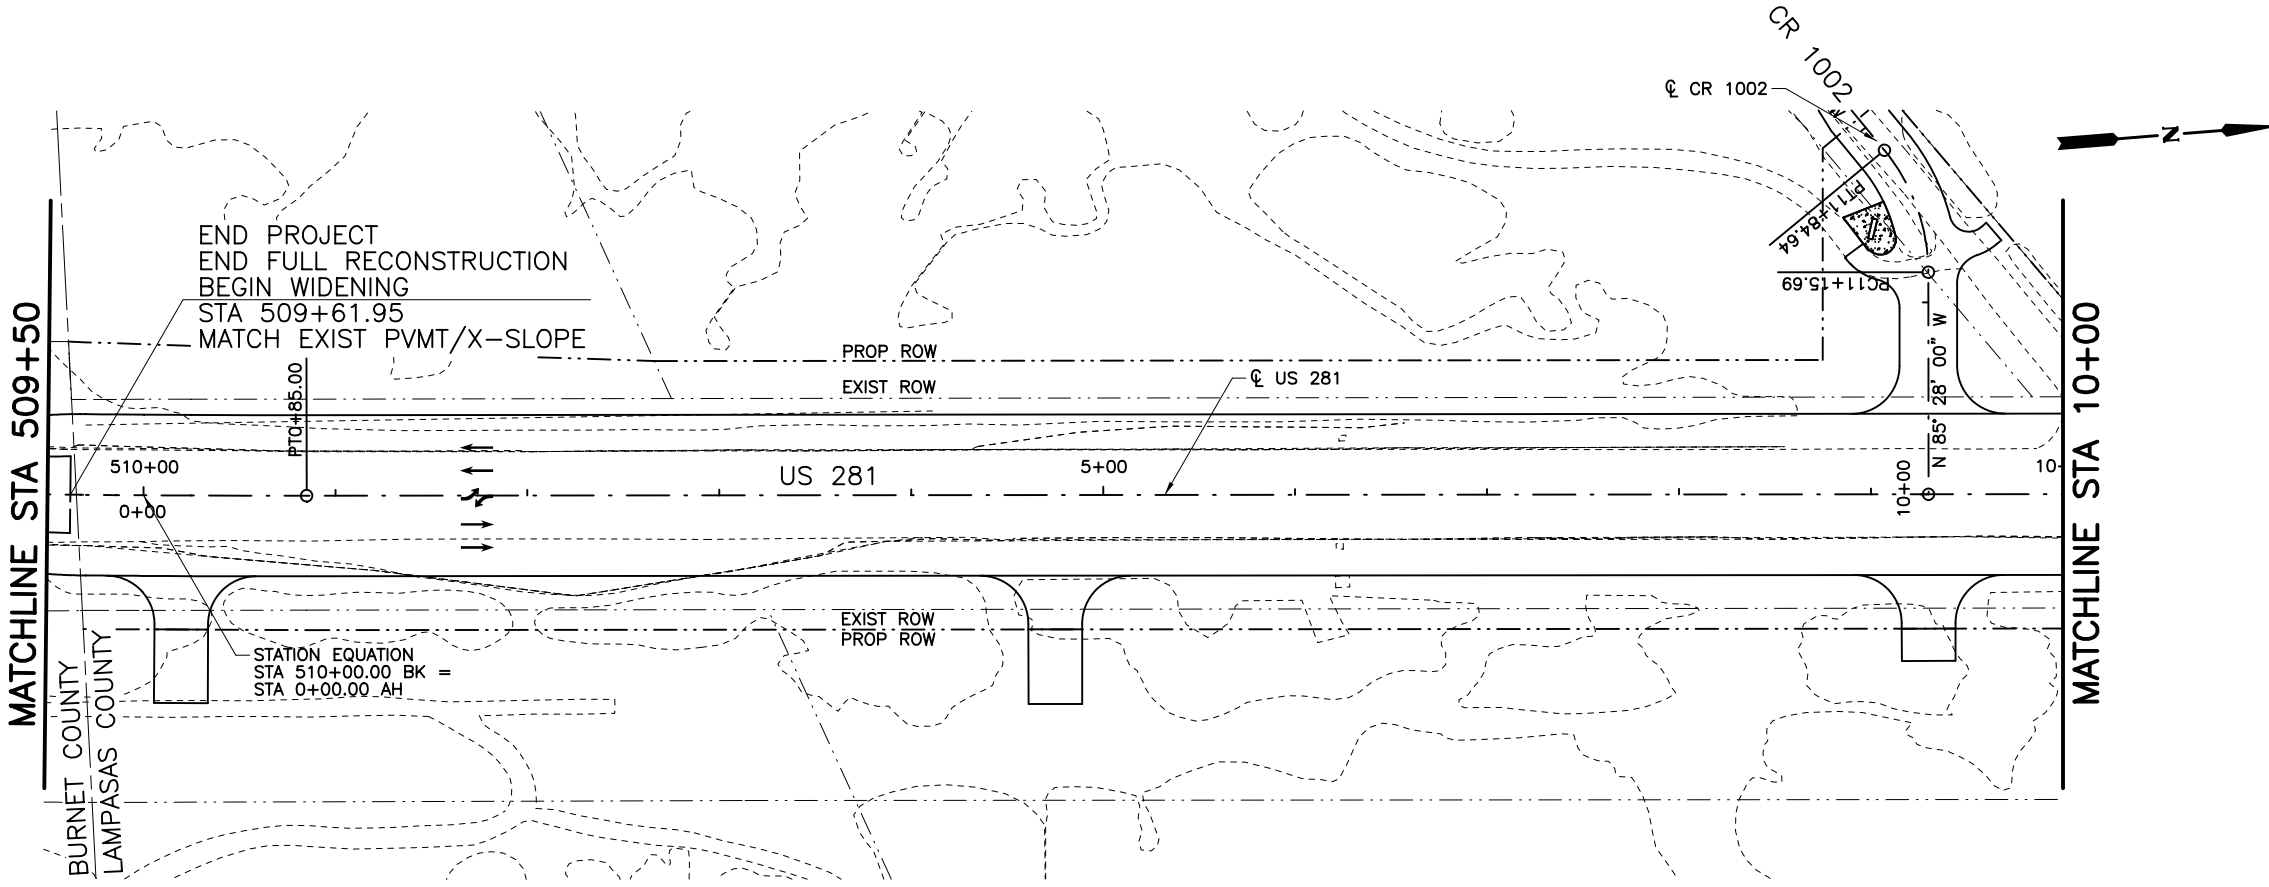 CR 1002
℄ CR 1002
N
END PROJECT
END FULL RECONSTRUCTION
BEGIN WIDENING
STA 509+61.95
MATCH EXIST PVMT/X-SLOPE
PT11+84.64
PC11+15.69
N 85° 28' 00" W
PROP ROW
EXIST ROW
℄ US 281
PT0+85.00
MATCHLINE STA 509+50
MATCHLINE STA 10+00
510+00
0+00
US 281
5+00
10+00
10
EXIST ROW
PROP ROW
STATION EQUATION
STA 510+00.00 BK =
STA 0+00.00 AH
BURNET COUNTY
LAMPASAS COUNTY